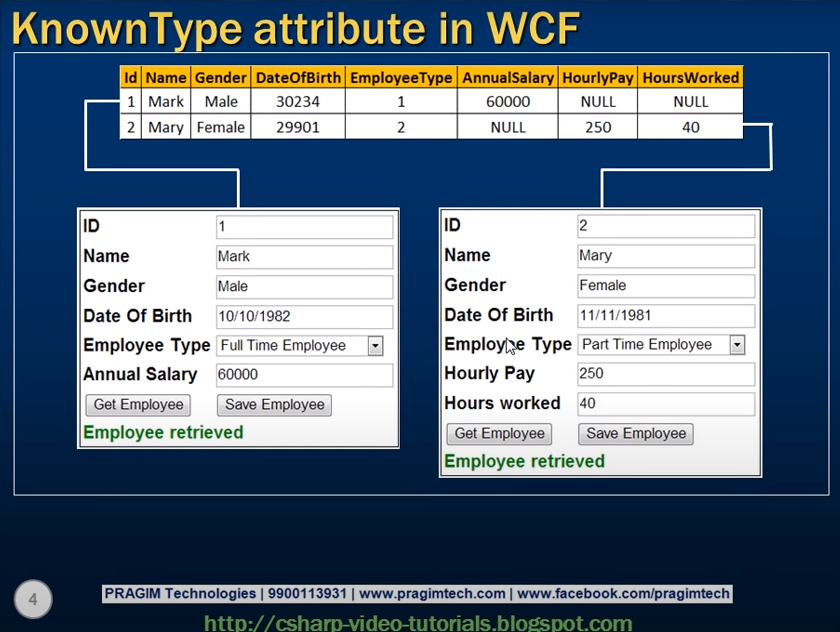 KnownType attribute in WCF
Id Name Gender DateOfBirth EmployeeType AnnualSalary HourlyPay HoursWorked
1 Mark Male 30234 1 60000 NULL NULL
2 Mary Female 29901 2 NULL 250 40
ID 1
Name Mark
Gender Male
Date Of Birth 10/10/1982
Employee Type Full Time Employee
Annual Salary 60000
Get Employee Save Employee
Employee retrieved
ID 2
Name Mary
Gender Female
Date Of Birth 11/11/1981
Employee Type Part Time Employee
Hourly Pay 250
Hours worked 40
Get Employee Save Employee
Employee retrieved
4
PRAGIM Technologies | 9900113931 | www.pragimtech.com | www.facebook.com/pragimtech
http://csharp-video-tutorials.blogspot.com